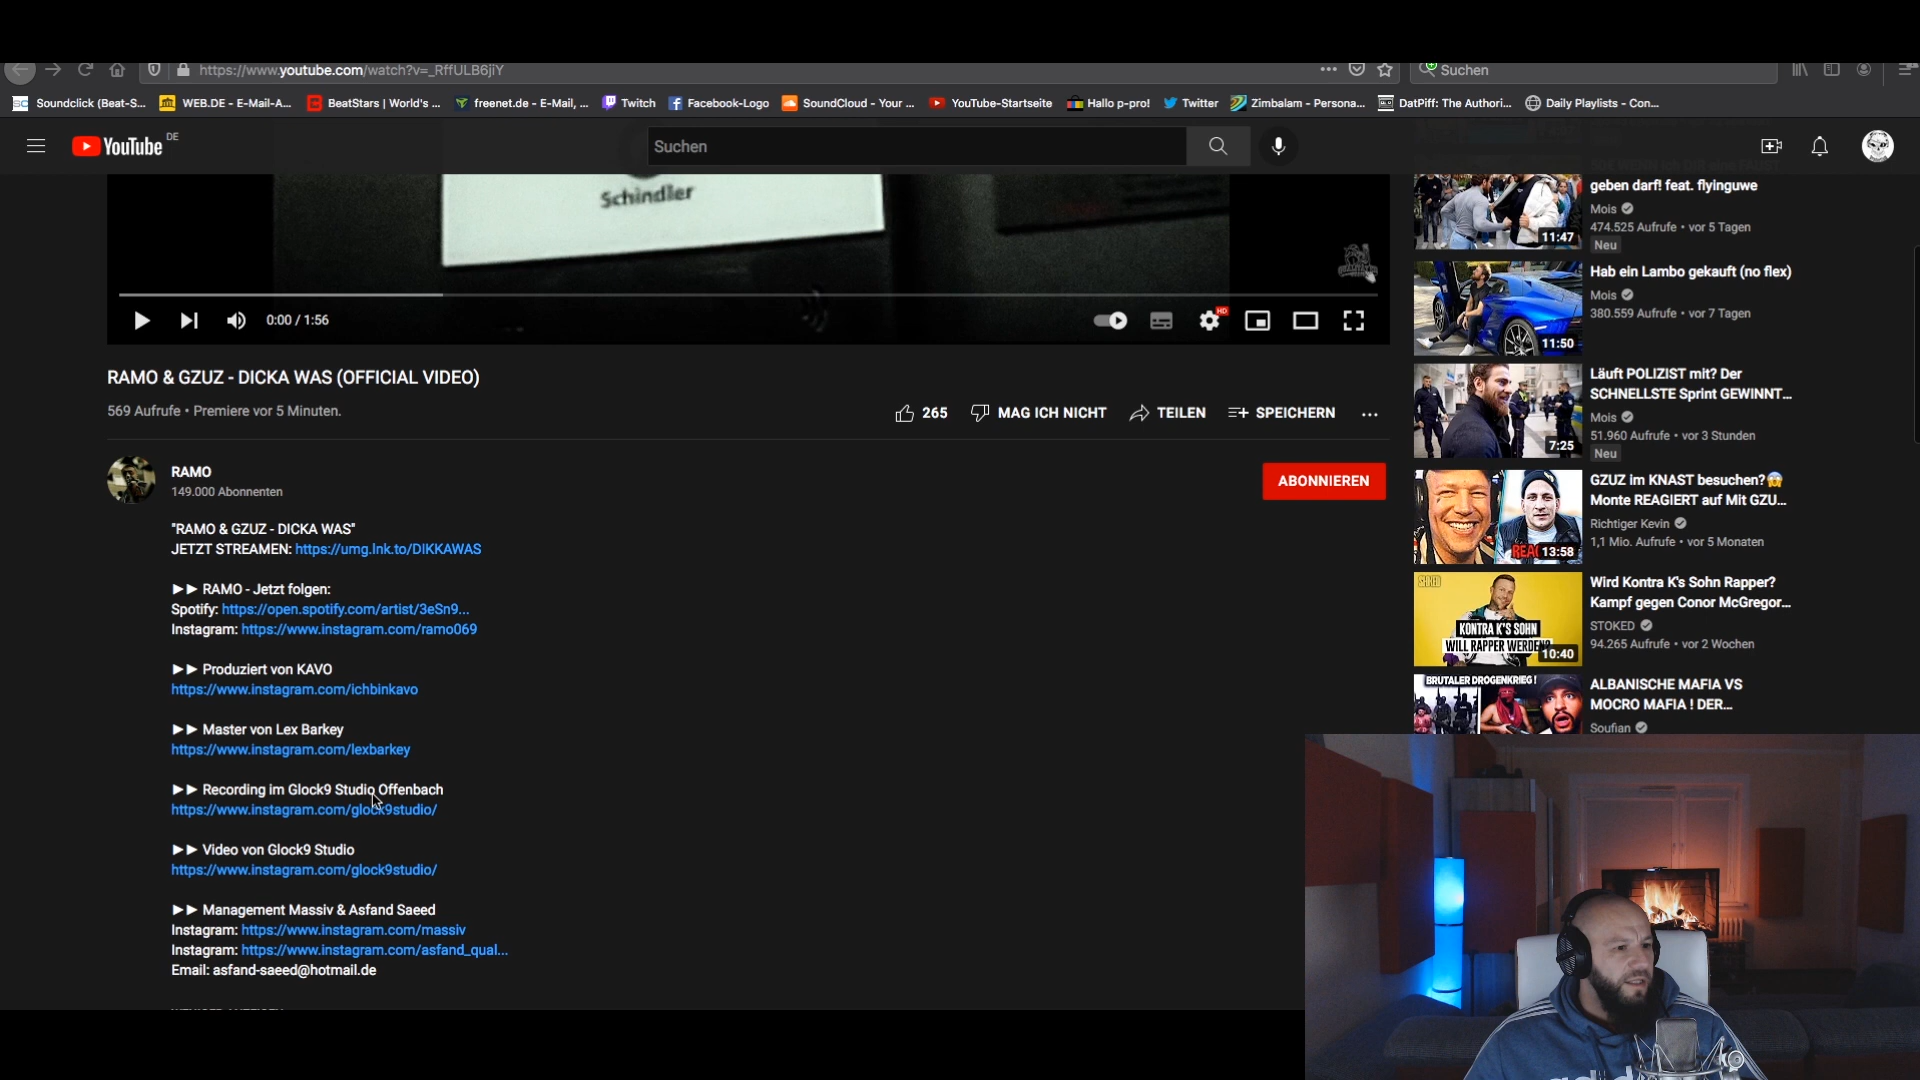 https://www.youtube.com/watch?v=_RffULB6jiY
Suchen
Soundclick (Beat-S...
WEB.DE - E-Mail-A...
BeatStars | World's ...
freenet.de - E-Mail, ...
Twitch
Facebook-Logo
SoundCloud - Your ...
YouTube-Startseite
Hallo p-pro!
Twitter
Zimbalam - Persona...
DatPiff: The Authori...
Daily Playlists - Con...
YouTube DE
Suchen
Schindler
0:00 / 1:56
HD
RAMO & GZUZ - DICKA WAS (OFFICIAL VIDEO)
569 Aufrufe • Premiere vor 5 Minuten.
265
MAG ICH NICHT
TEILEN
SPEICHERN
RAMO
149.000 Abonnenten
ABONNIEREN
"RAMO & GZUZ - DICKA WAS"
JETZT STREAMEN: https://umg.lnk.to/DIKKAWAS
▶▶ RAMO - Jetzt folgen:
Spotify: https://open.spotify.com/artist/3eSn9...
Instagram: https://www.instagram.com/ramo069
▶▶ Produziert von KAVO
https://www.instagram.com/ichbinkavo
▶▶ Master von Lex Barkey
https://www.instagram.com/lexbarkey
▶▶ Recording im Glock9 Studio Offenbach
https://www.instagram.com/glock9studio/
▶▶ Video von Glock9 Studio
https://www.instagram.com/glock9studio/
▶▶ Management Massiv & Asfand Saeed
Instagram: https://www.instagram.com/massiv
Instagram: https://www.instagram.com/asfand_qual...
Email: asfand-saeed@hotmail.de
geben darf! feat. flyinguwe
Mois
474.525 Aufrufe • vor 5 Tagen
Neu
11:47
Hab ein Lambo gekauft (no flex)
Mois
380.559 Aufrufe • vor 7 Tagen
11:50
Läuft POLIZIST mit? Der
SCHNELLSTE Sprint GEWINNT...
Mois
51.960 Aufrufe • vor 3 Stunden
Neu
7:25
GZUZ im KNAST besuchen?😱
Monte REAGIERT auf Mit GZU...
Richtiger Kevin
1,1 Mio. Aufrufe • vor 5 Monaten
REA
13:58
Wird Kontra K's Sohn Rapper?
Kampf gegen Conor McGregor...
STOKED
94.265 Aufrufe • vor 2 Wochen
KONTRA K'S SOHN
WILL RAPPER WERDEN?
10:40
BRUTALER DROGENKRIEG !
ALBANISCHE MAFIA VS
MOCRO MAFIA ! DER...
Soufian